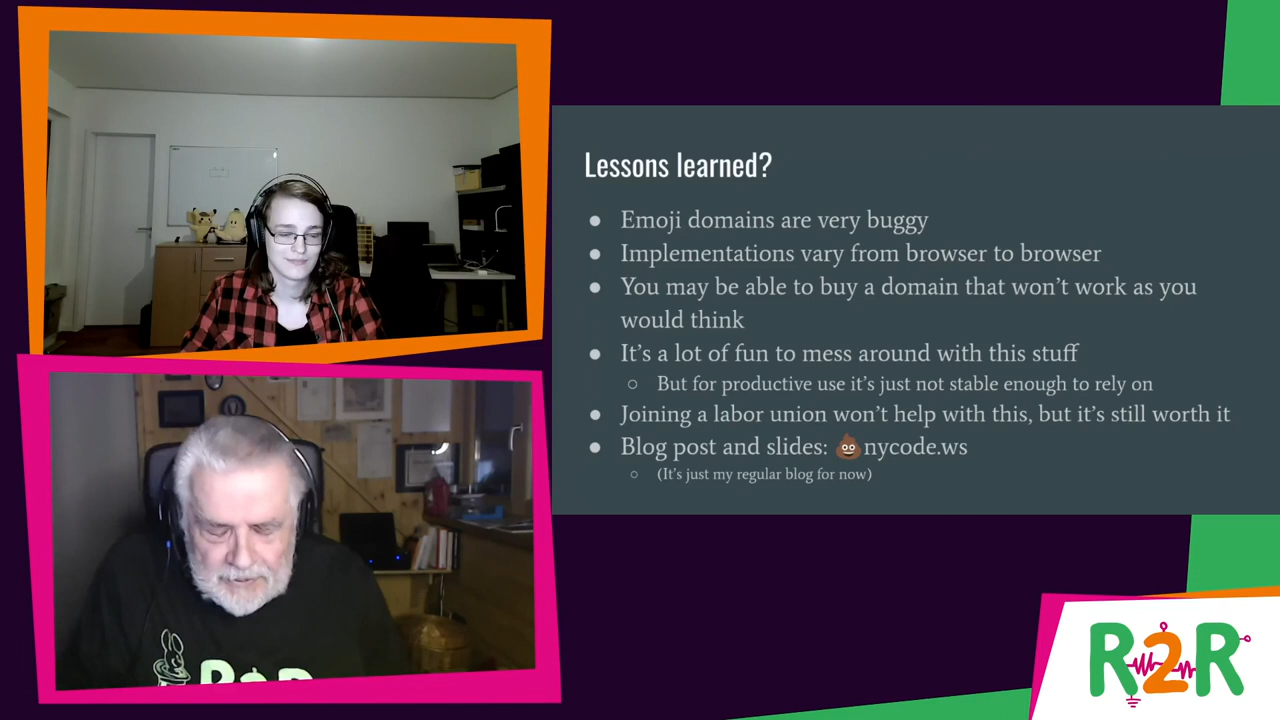 Lessons learned?
● Emoji domains are very buggy
● Implementations vary from browser to browser
● You may be able to buy a domain that won't work as you
would think
● It's a lot of fun to mess around with this stuff
○ But for productive use it's just not stable enough to rely on
● Joining a labor union won't help with this, but it's still worth it
● Blog post and slides: 💩nycode.ws
○ (It's just my regular blog for now)
R2R
R2R